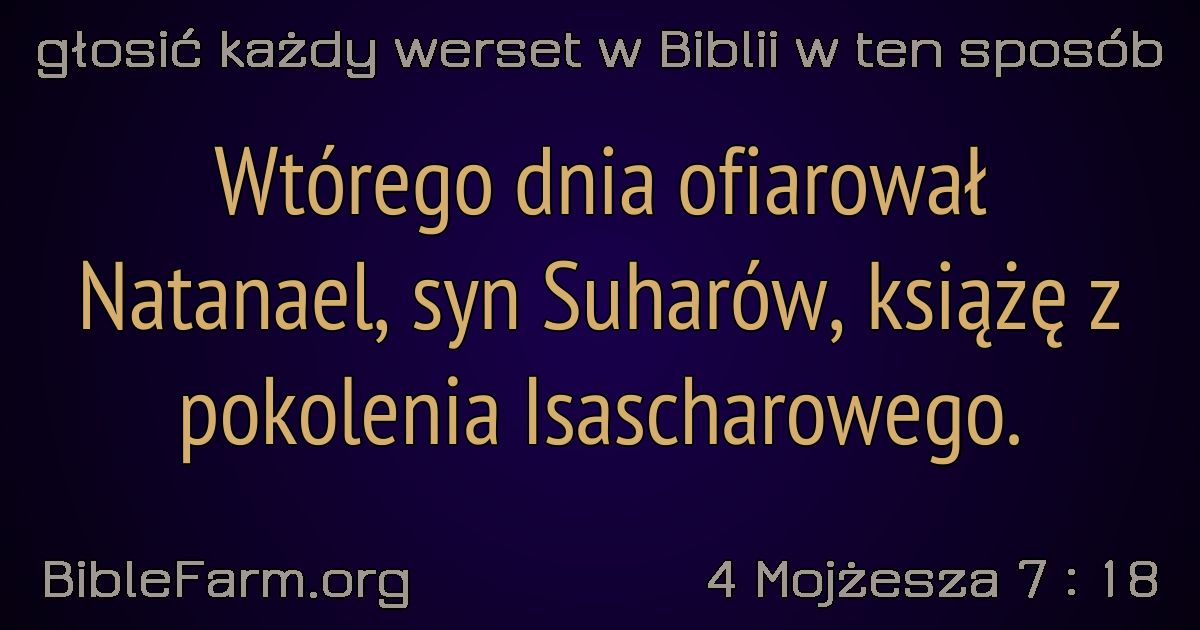 głosić każdy werset w Biblii w ten sposób
Wtórego dnia ofiarował
Natanael, syn Suharów, książę z
pokolenia Isascharowego.
BibleFarm.org
4 Mojżesza 7 : 18